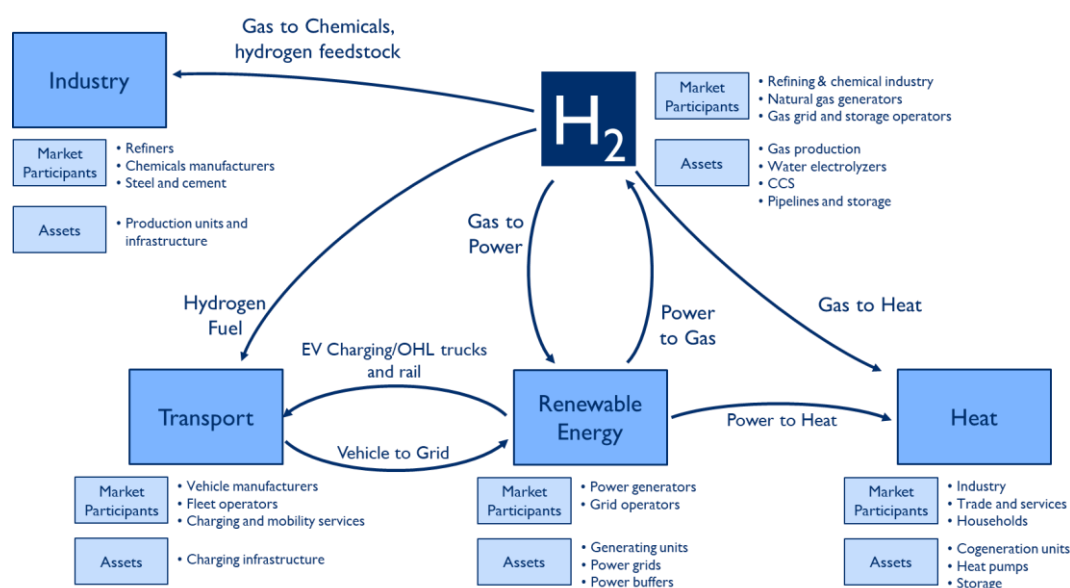 Gas to Chemicals,
hydrogen feedstock
Industry
H2
Market
Participants
• Refining & chemical industry
• Natural gas generators
• Gas grid and storage operators
Assets
• Gas production
• Water electrolyzers
• CCS
• Pipelines and storage
Market
Participants
• Refiners
• Chemicals manufacturers
• Steel and cement
Assets
• Production units and
infrastructure
Gas to
Power
Hydrogen
Fuel
Power
to Gas
Gas to Heat
EV Charging/OHL trucks
and rail
Transport
Renewable
Energy
Heat
Vehicle to Grid
Power to Heat
Market
Participants
• Vehicle manufacturers
• Fleet operators
• Charging and mobility services
Assets
• Charging infrastructure
Market
Participants
• Power generators
• Grid operators
Assets
• Generating units
• Power grids
• Power buffers
Market
Participants
• Industry
• Trade and services
• Households
Assets
• Cogeneration units
• Heat pumps
• Storage